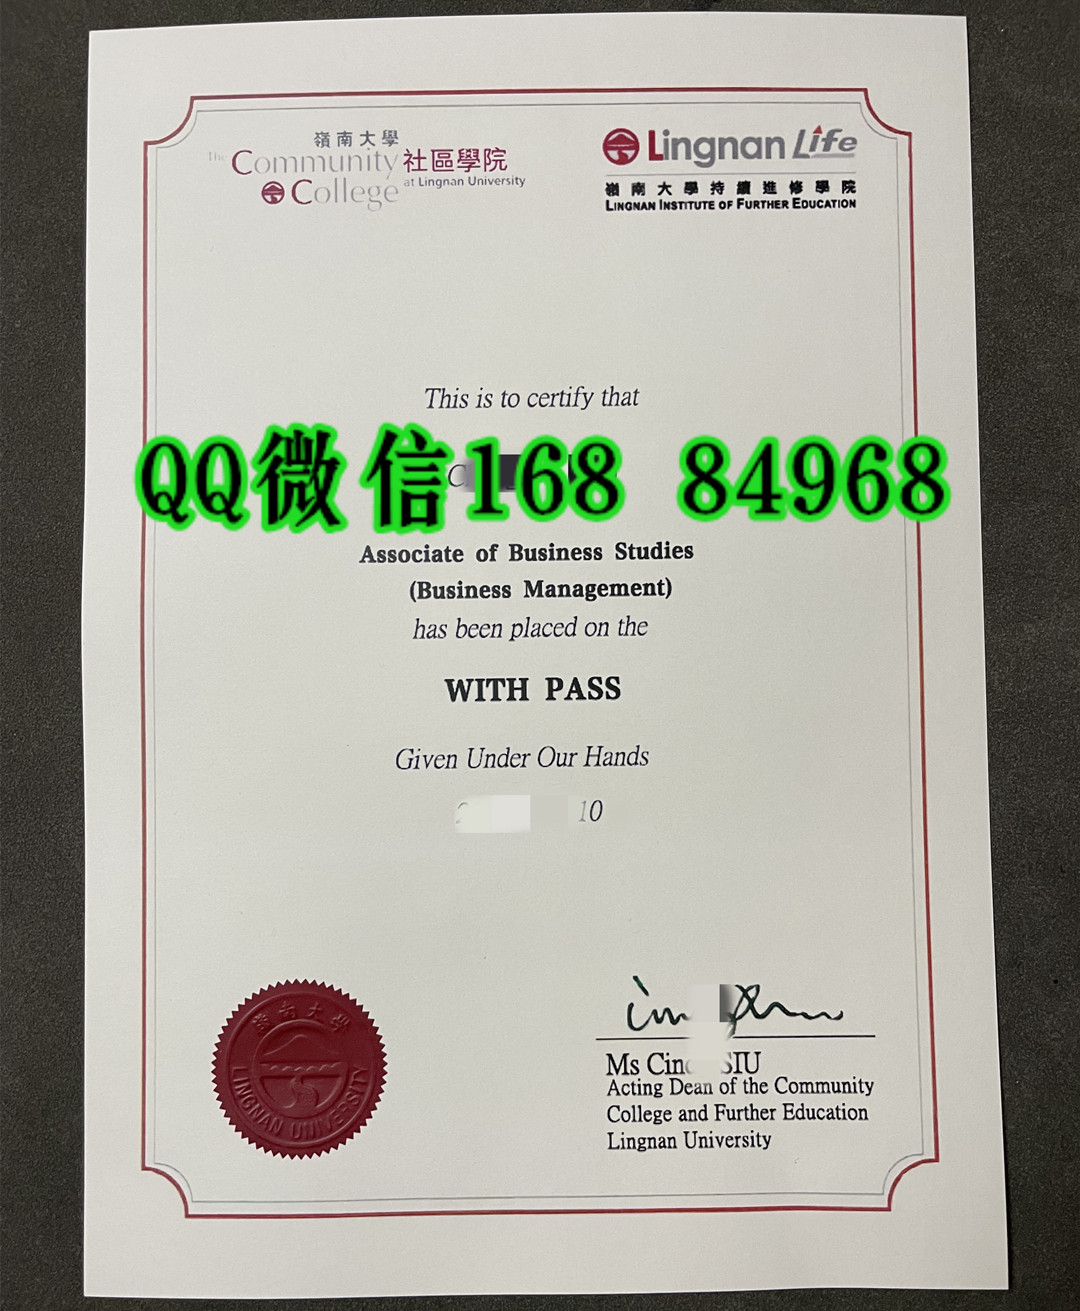 嶺南大學
The Community 社區學院
College at Lingnan University
Lingnan Life
嶺南大學持續進修學院
LINGNAN INSTITUTE OF FURTHER EDUCATION
This is to certify that
QQ微信168 84968
Associate of Business Studies
(Business Management)
has been placed on the
WITH PASS
Given Under Our Hands
10
嶺南大學
LINGNAN UNIVERSITY
Ms SIU
Acting Dean of the Community
College and Further Education
Lingnan University